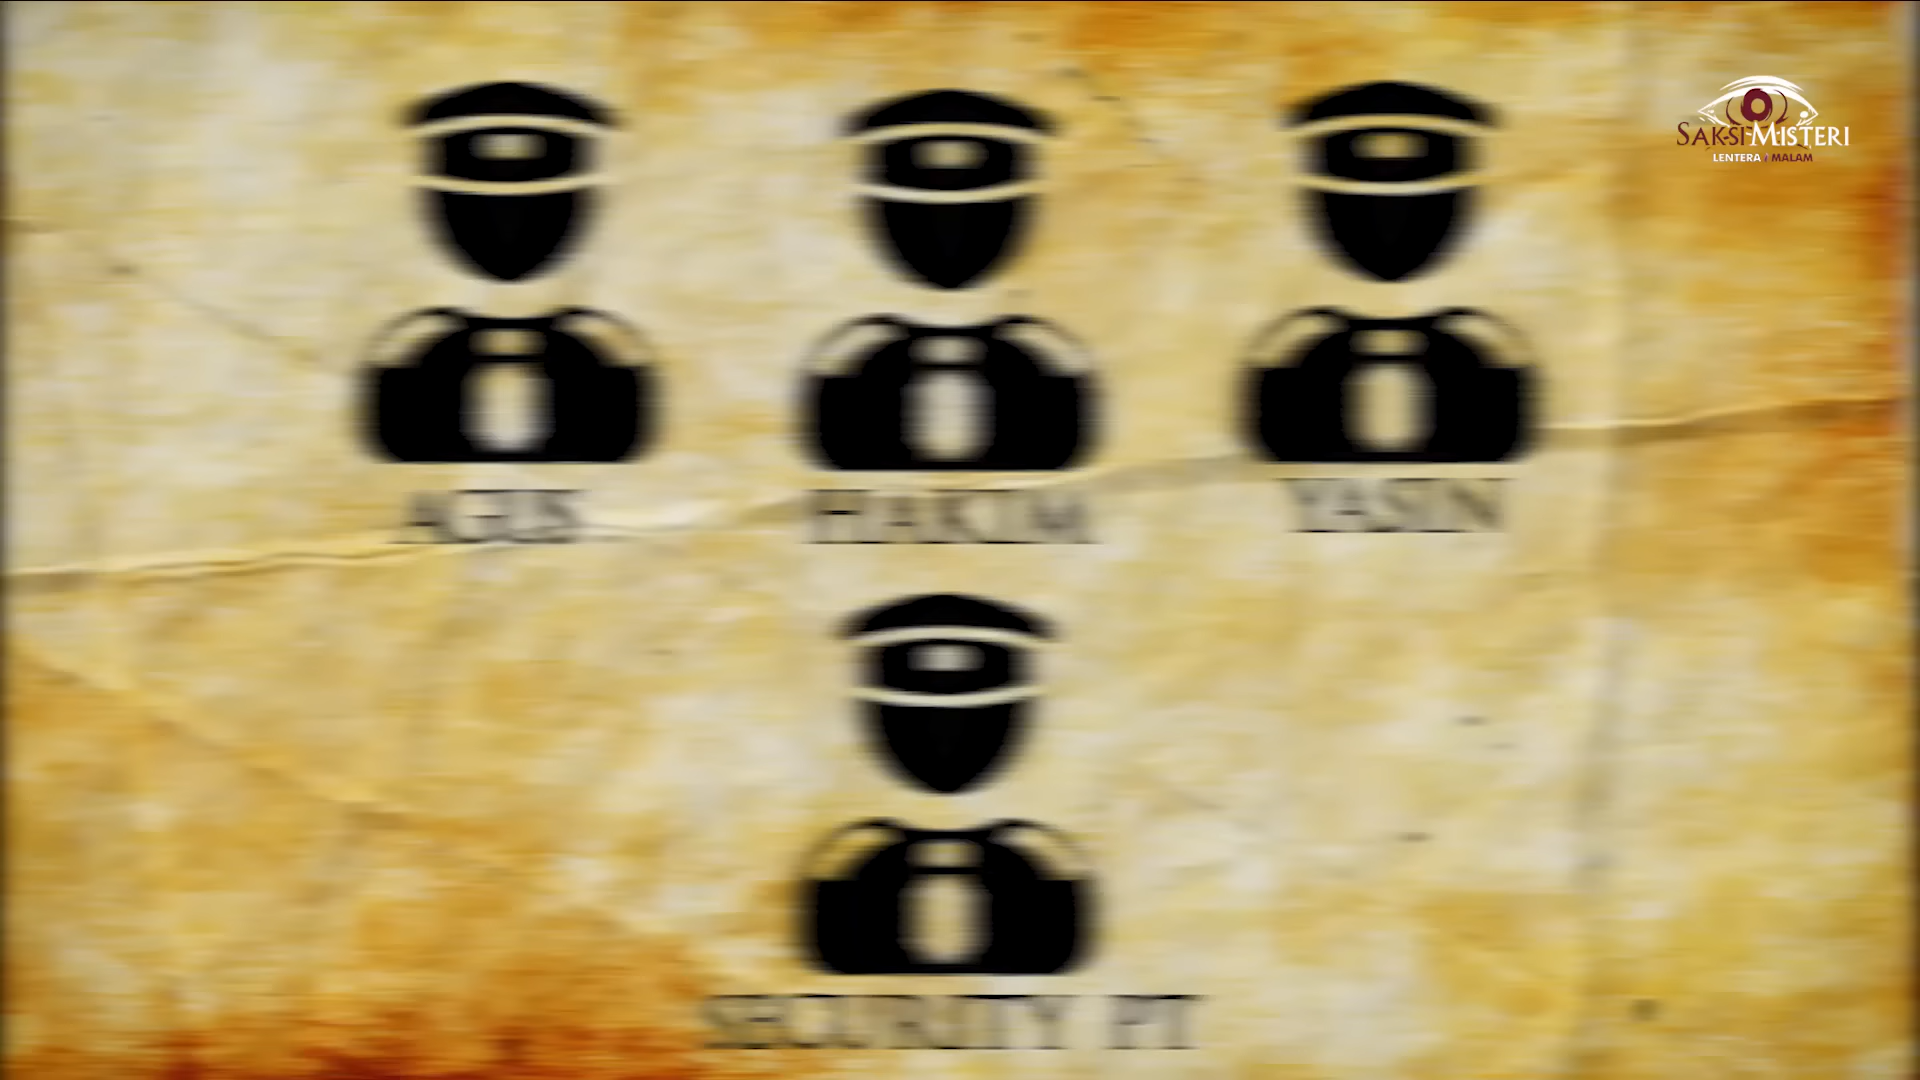 SAKSI MISTERI
LENTERA MALAM
AGUS
HAKIM
YASIN
SECURITY PT